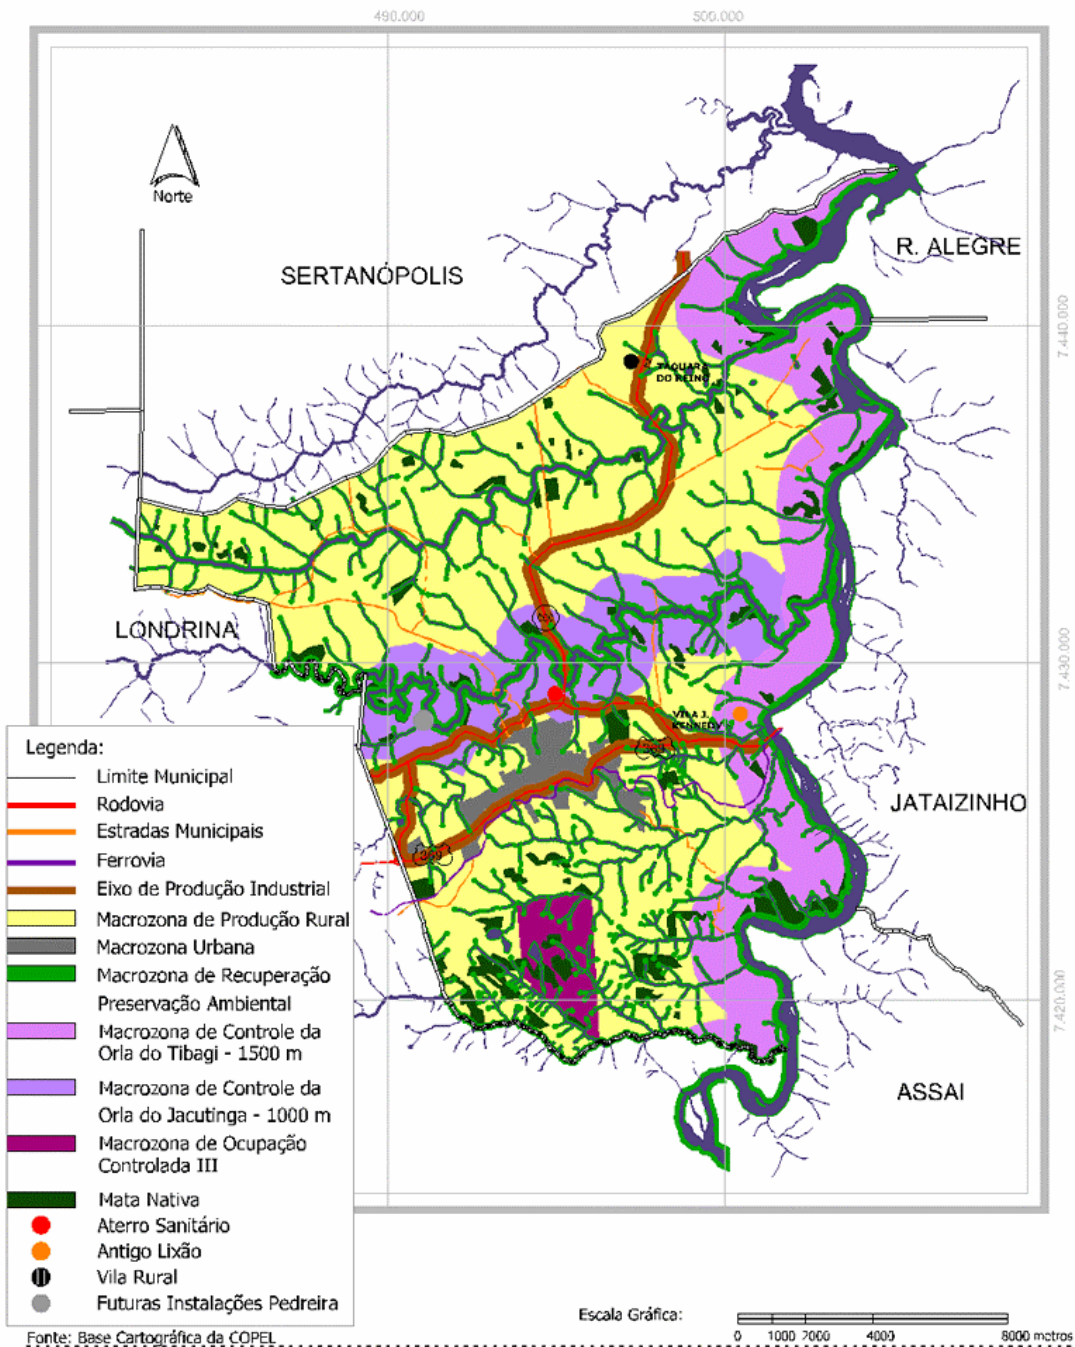 490.000
500.000
Norte
R. ALEGRE
SERTANÓPOLIS
7.440.000
TAQUARA
DO REINO
LONDRINA
7.430.000
VILA J.
KENNEDY
369
JATAIZINHO
369
7.420.000
ASSAI
Legenda:
Limite Municipal
Rodovia
Estradas Municipais
Ferrovia
Eixo de Produção Industrial
Macrozona de Produção Rural
Macrozona Urbana
Macrozona de Recuperação
Preservação Ambiental
Macrozona de Controle da
Orla do Tibagi - 1500 m
Macrozona de Controle da
Orla do Jacutinga - 1000 m
Macrozona de Ocupação
Controlada III
Mata Nativa
Aterro Sanitário
Antigo Lixão
Vila Rural
Futuras Instalações Pedreira
Escala Gráfica:
0 1000 2000 4000 8000 metros
Fonte: Base Cartográfica da COPEL